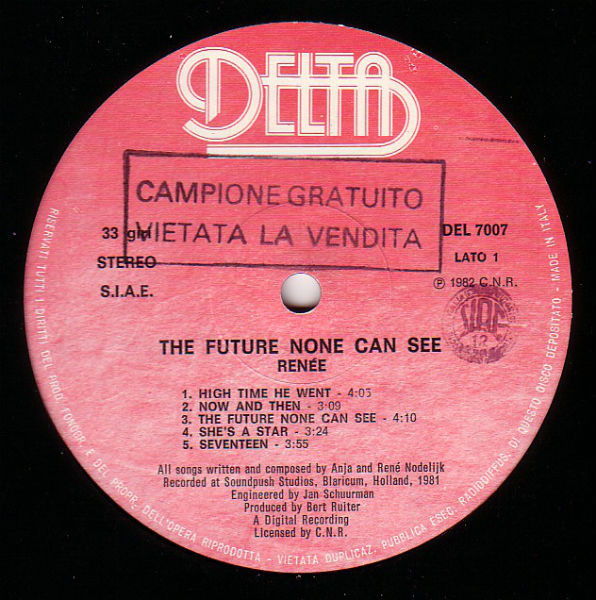 DELTA
CAMPIONE GRATUITO
VIETATA LA VENDITA
33 giri
STEREO
S.I.A.E.
DEL 7007
LATO 1
℗ 1982 C.N.R.
THE FUTURE NONE CAN SEE
RENÉE
1. HIGH TIME HE WENT - 4:05
2. NOW AND THEN - 3:09
3. THE FUTURE NONE CAN SEE - 4:10
4. SHE'S A STAR - 3:24
5. SEVENTEEN - 3:55
All songs written and composed by Anja and René Nodelijk
Recorded at Soundpush Studios, Blaricum, Holland, 1981
Engineered by Jan Schuurman
Produced by Bert Ruiter
A Digital Recording
Licensed by C.N.R.
RISERVATI TUTTI I DIRITTI DEL PROD. FONOGR. E DEL PROPR. DELL'OPERA RIPRODOTTA - VIETATA DUPLICAZ. PUBBLICA ESEC. RADIODIFFUS. DI QUESTO DISCO DEPOSITATO - MADE IN ITALY